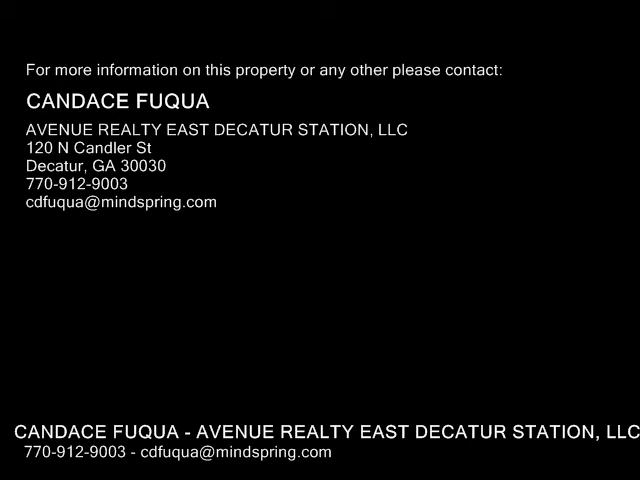 For more information on this property or any other please contact:
CANDACE FUQUA
AVENUE REALTY EAST DECATUR STATION, LLC
120 N Candler St
Decatur, GA 30030
770-912-9003
cdfuqua@mindspring.com
CANDACE FUQUA - AVENUE REALTY EAST DECATUR STATION, LLC
770-912-9003 - cdfuqua@mindspring.com